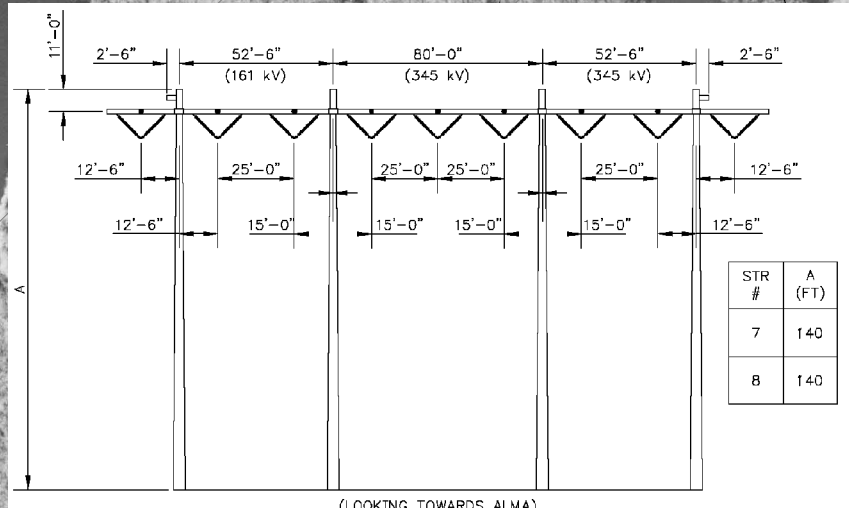 11'-0"
2'-6" 52'-6" 80'-0" 52'-6" 2'-6"
(161 kV) (345 kV) (345 kV)
12'-6" 25'-0" 25'-0" 25'-0" 25'-0" 12'-6"
12'-6" 15'-0" 15'-0" 15'-0" 15'-0" 12'-6"
A
STR # A (FT)
7 140
8 140
(LOOKING TOWARDS ALMA)